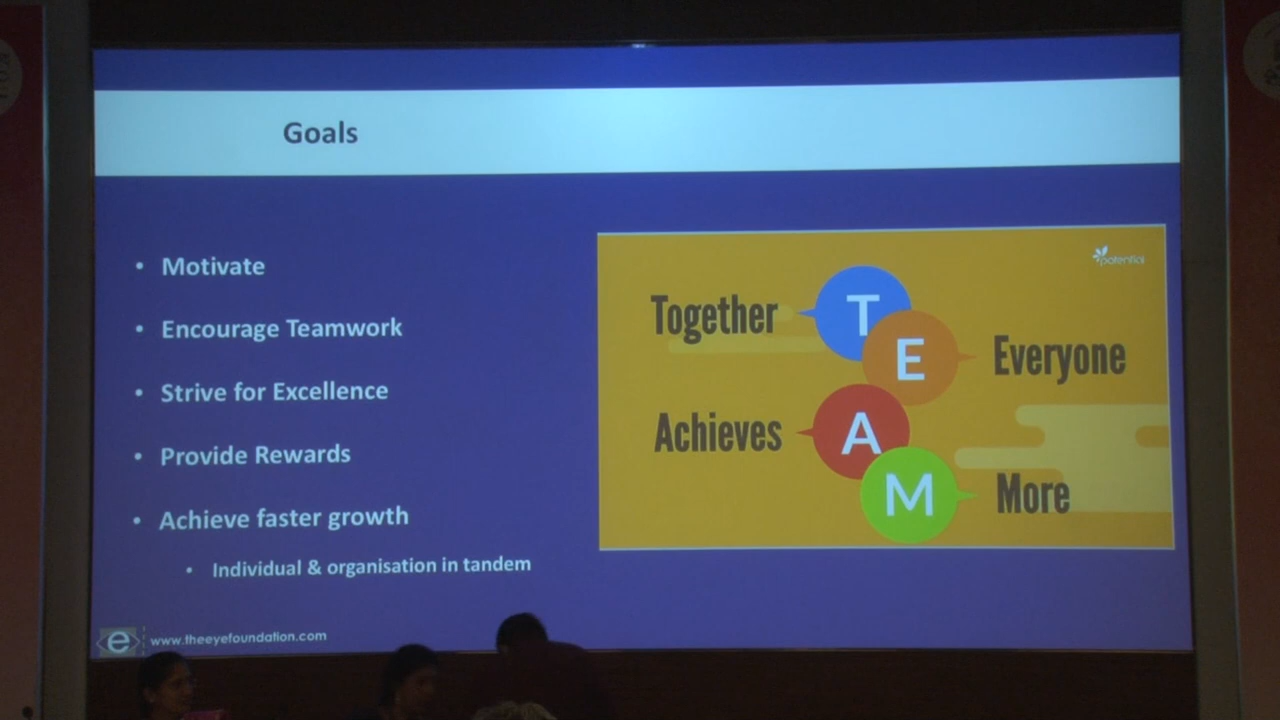 Goals
• Motivate
• Encourage Teamwork
• Strive for Excellence
• Provide Rewards
• Achieve faster growth
• Individual & organisation in tandem
potential
Together T
E Everyone
Achieves A
M More
e www.theeyefoundation.com